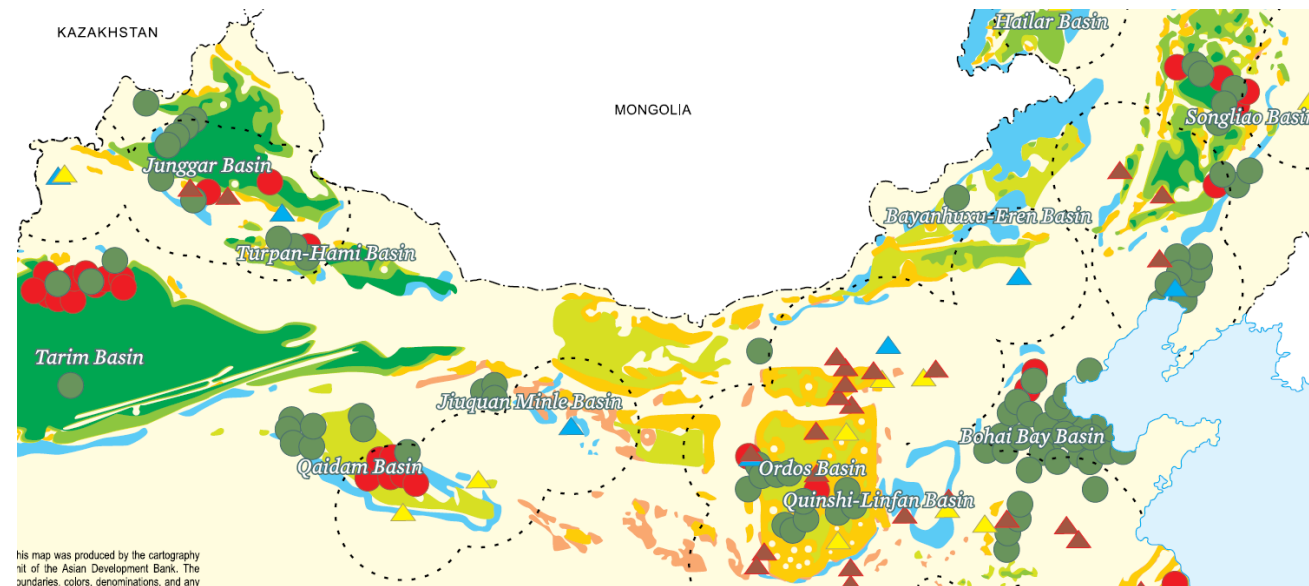 Hailar Basin
KAZAKHSTAN
MONGOLIA
Songliao Basin
Junggar Basin
Bayanhuxu-Eren Basin
Turpan-Hami Basin
Tarim Basin
Jiuquan Minle Basin
Bohai Bay Basin
Qaidam Basin
Ordos Basin
Quinshi-Linfan Basin
his map was produced by the cartography
nit of the Asian Development Bank. The
oundaries, colors, denominations, and any